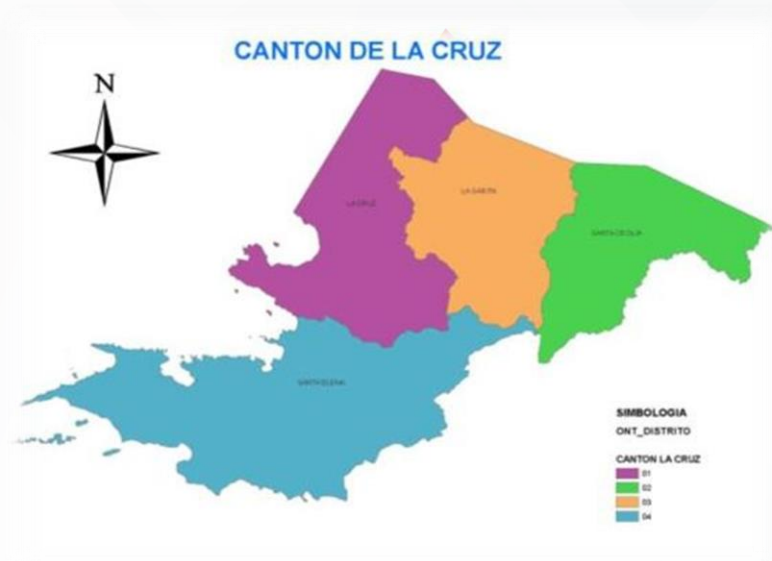 CANTON DE LA CRUZ
N
LA CRUZ
LA GARITA
SANTA CECILIA
SANTA ELENA
SIMBOLOGIA
ONT_DISTRITO
CANTON LA CRUZ
01
02
03
04